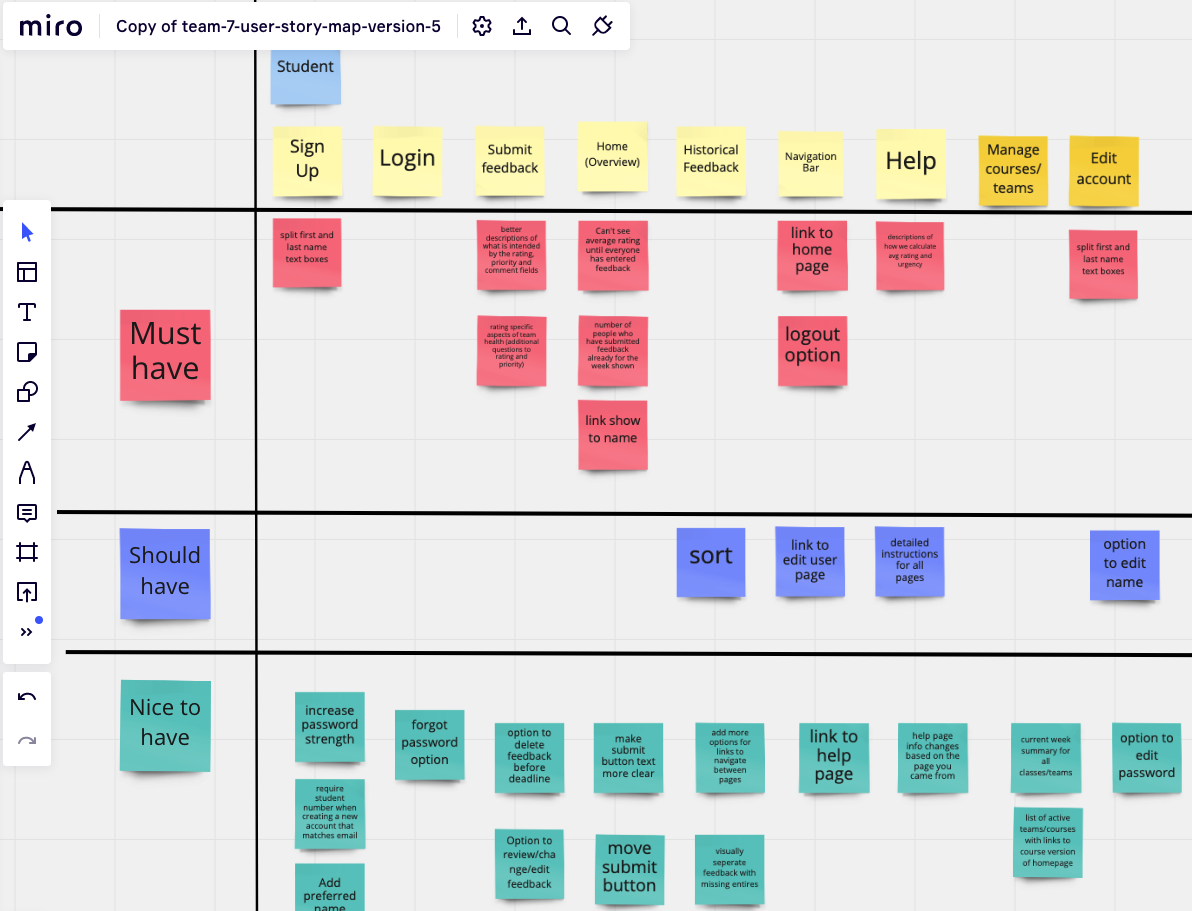 miro
Copy of team-7-user-story-map-version-5
Student
Sign
Up
Login
Submit
feedback
Home
(Overview)
Historical
Feedback
Navigation
Bar
Help
Manage
courses/
teams
Edit
account
Must
have
split first and
last name
text boxes
better
descriptions of
what is intended
by the rating,
priority and
comment fields
Can't see
average rating
until everyone
has entered
feedback
link to
home
page
descriptions of
how we calculate
avg rating and
urgency
split first and
last name
text boxes
rating specific
aspects of team
health (additional
questions to
rating and
priority)
number of
people who
have submitted
feedback
already for the
week shown
logout
option
link show
to name
Should
have
sort
link to
edit user
page
detailed
instructions
for all
pages
option
to edit
name
Nice to
have
increase
password
strength
forgot
password
option
option to
delete
feedback
before
deadline
make
submit
button text
more clear
add more
options for
links to
navigate
between
pages
link to
help
page
help page
info changes
based on the
page you
came from
current week
summary for
all
classes/teams
option to
edit
password
require
student
number when
creating a new
account that
matches email
Option to
review/cha
nge/edit
feedback
move
submit
button
visually
seperate
feedback with
missing entires
list of active
teams/courses
with links to
course version
of homepage
Add
preferred
name